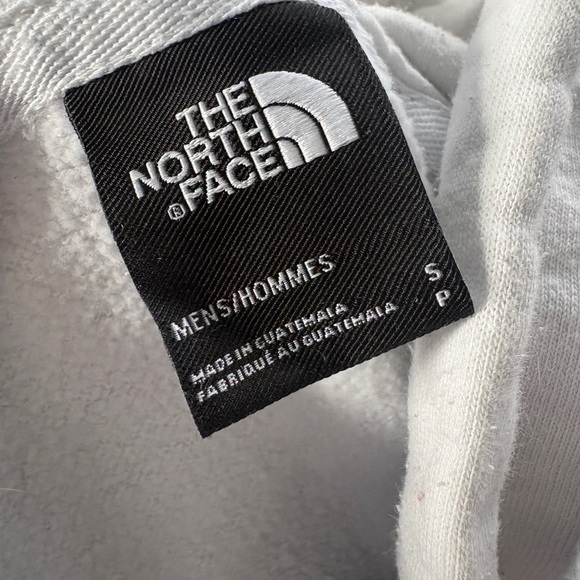 THE
NORTH
FACE®
MENS/HOMMES
S
P
MADE IN GUATEMALA
FABRIQUÉ AU GUATEMALA